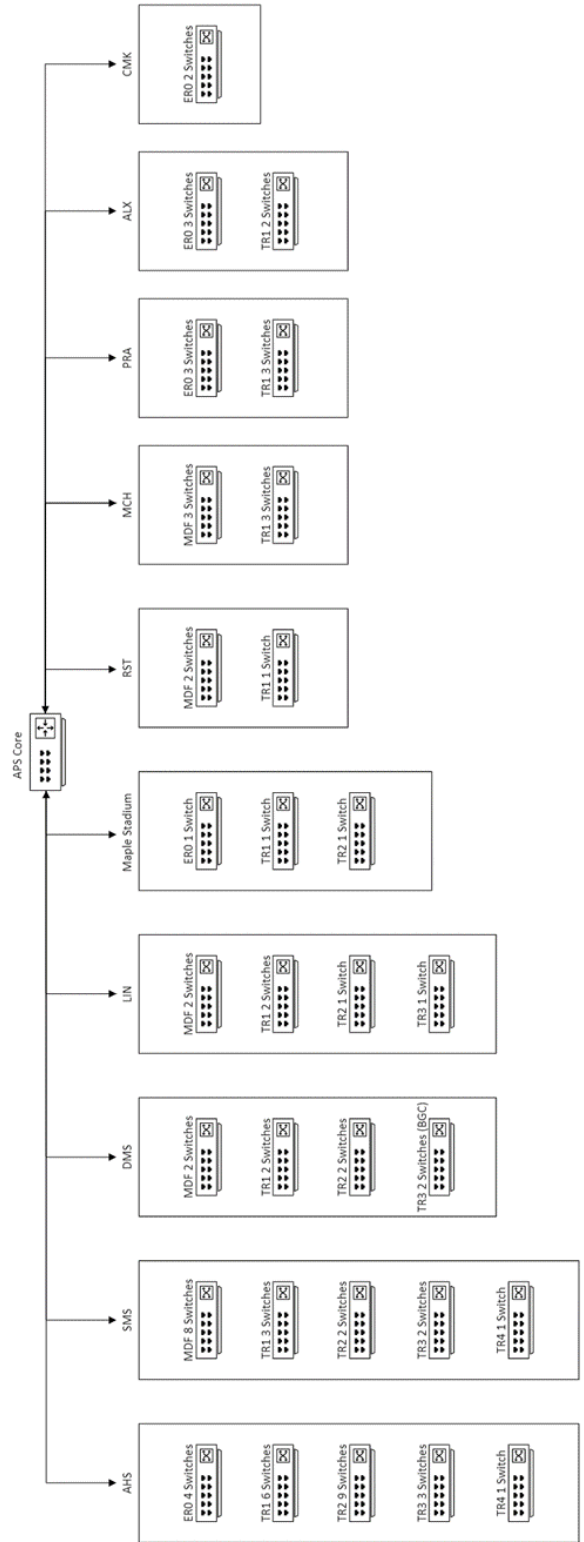 APS Core
AHS
ER0 4 Switches
TR1 6 Switches
TR2 9 Switches
TR3 3 Switches
TR4 1 Switch
SMS
MDF 8 Switches
TR1 3 Switches
TR2 2 Switches
TR3 2 Switches
TR4 1 Switch
DMS
MDF 2 Switches
TR1 2 Switches
TR2 2 Switches
TR3 2 Switches (BGC)
LIN
MDF 2 Switches
TR1 2 Switches
TR2 1 Switch
TR3 1 Switch
Maple Stadium
ER0 1 Switch
TR1 1 Switch
TR2 1 Switch
RST
MDF 2 Switches
TR1 1 Switch
MCH
MDF 3 Switches
TR1 3 Switches
PRA
ER0 3 Switches
TR1 3 Switches
ALX
ER0 3 Switches
TR1 2 Switches
CMK
ER0 2 Switches